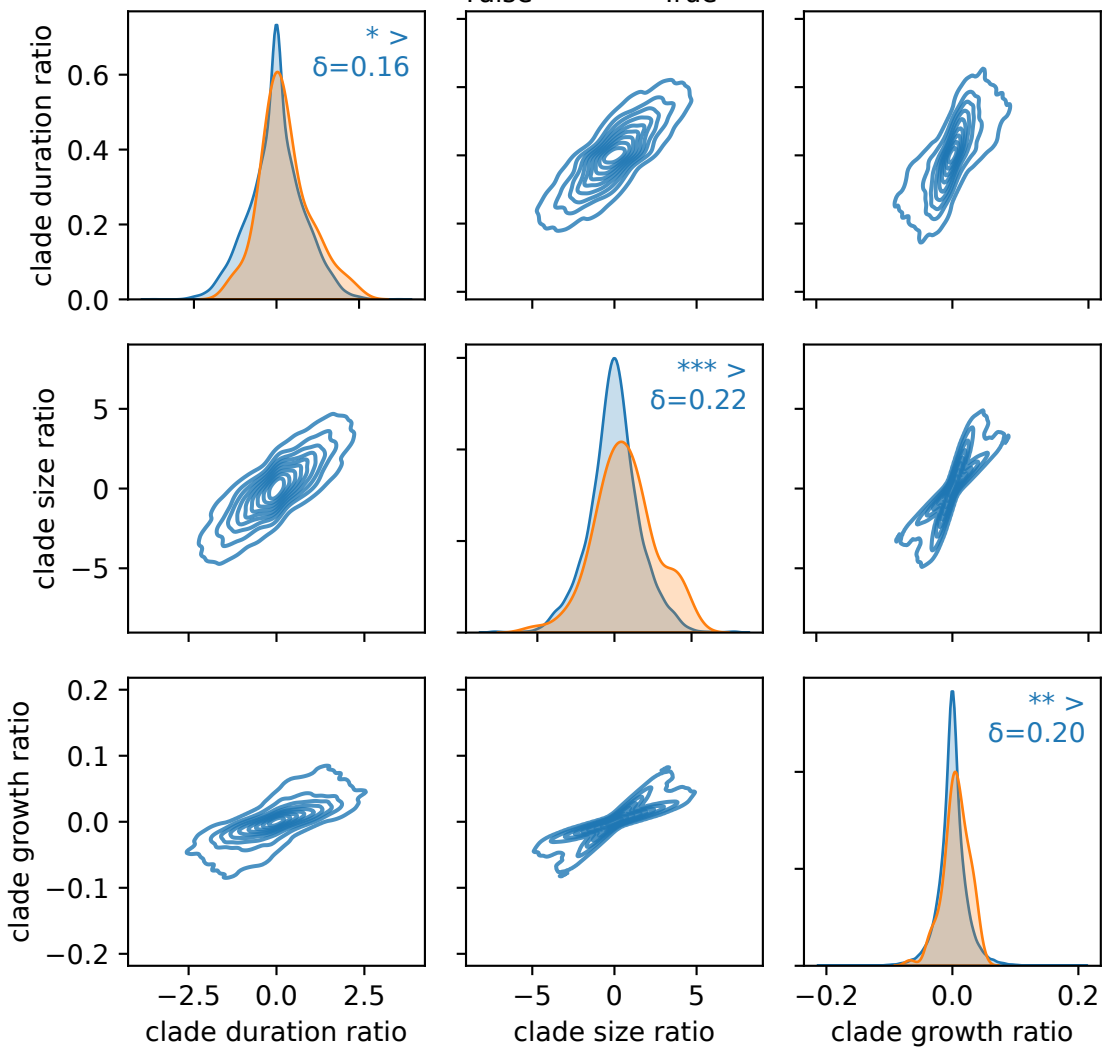 False True
clade duration ratio
0.6
0.4
0.2
0.0
* >
δ=0.16
clade size ratio
5
0
−5
*** >
δ=0.22
clade growth ratio
0.2
0.1
0.0
−0.1
−0.2
** >
δ=0.20
−2.5 0.0 2.5
clade duration ratio
−5 0 5
clade size ratio
−0.2 0.0 0.2
clade growth ratio